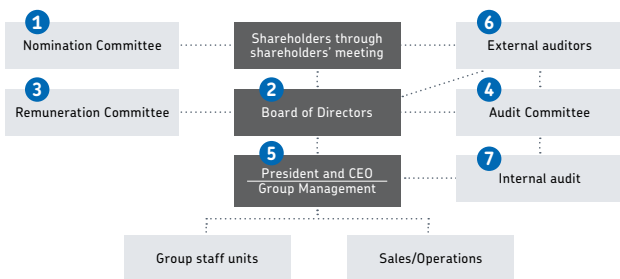 1
Nomination Committee
Shareholders through
shareholders' meeting
6
External auditors
3
Remuneration Committee
2
Board of Directors
4
Audit Committee
5
President and CEO
Group Management
7
Internal audit
Group staff units
Sales/Operations